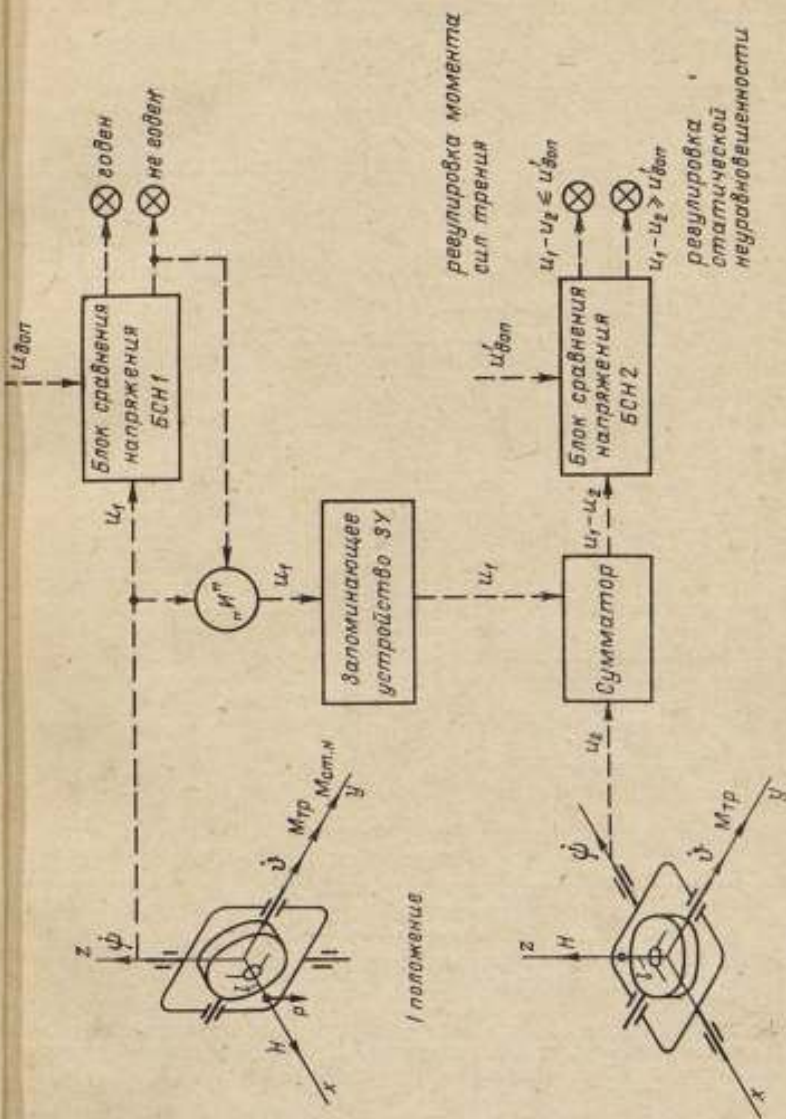 U доп
U₁
Блок сравнения
напряжения
БСН1
годен
не годен
„И"
U₁
Запоминающее
устройство ЗУ
U₁
z
ψ̇
l
P
H
x
ϑ̇
Mтр
Mст.н
y
I положение
регулировка момента
сил трения
U'доп
U₂
Сумматор
U₁-U₂
Блок сравнения
напряжения
БСН2
U₁-U₂ ⩽ U'доп
U₁-U₂ ⩾ U'доп
регулировка
статической
неуравновешенности
z
H
ψ̇
l
x
ϑ̇
Mтр
y